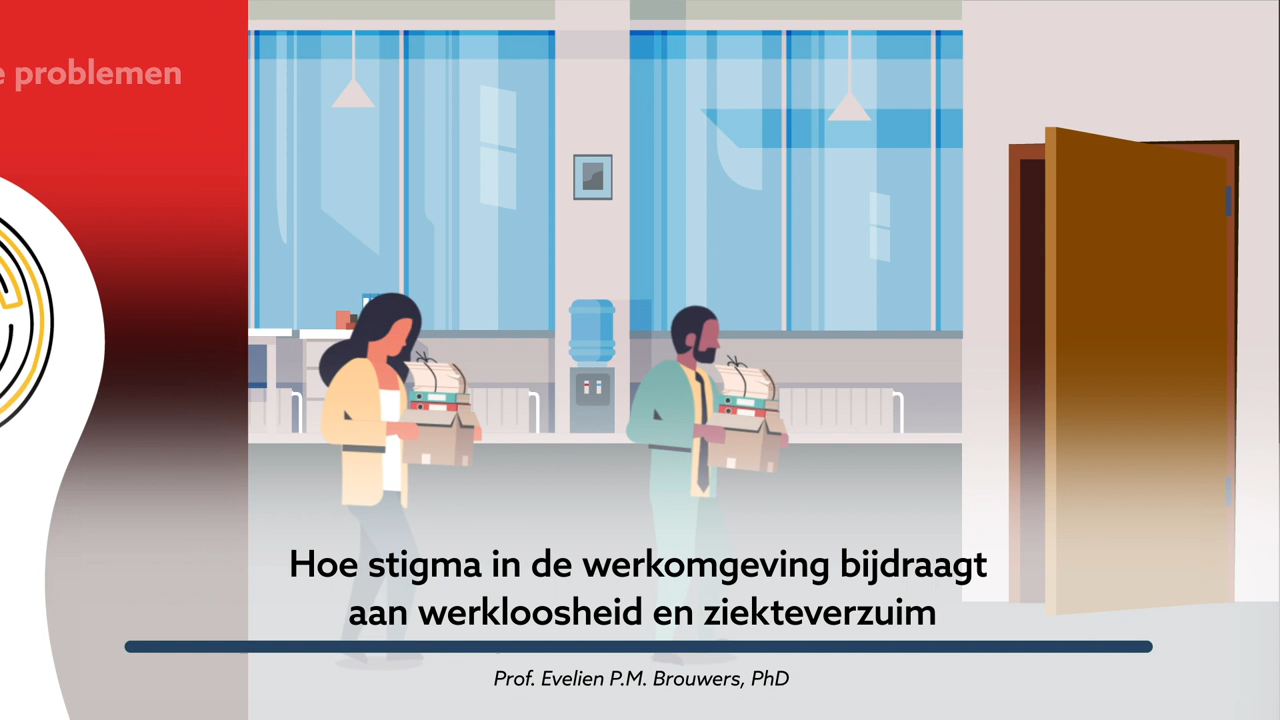 problemen
Hoe stigma in de werkomgeving bijdraagt
aan werkloosheid en ziekteverzuim
Prof. Evelien P.M. Brouwers, PhD